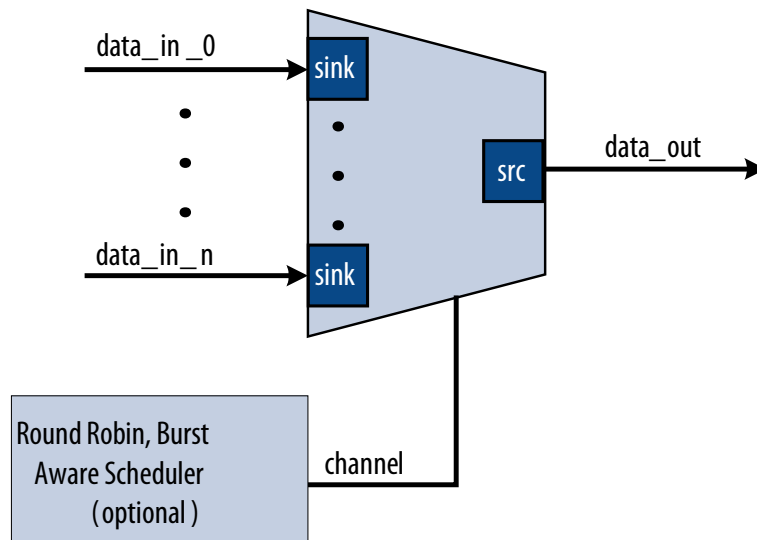 data_in _0
sink
src
data_out
data_in_n
sink
Round Robin, Burst
Aware Scheduler
( optional )
channel